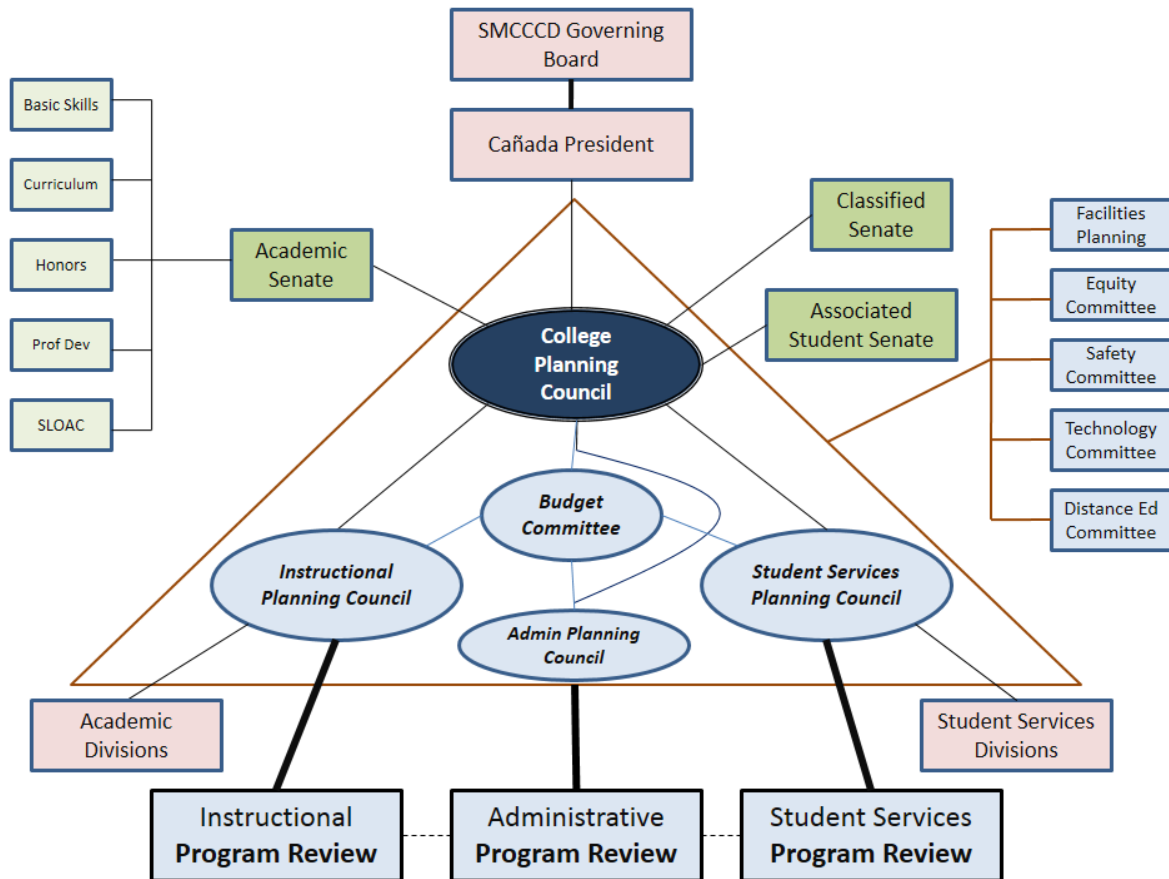 SMCCCD Governing
Board
Cañada President
Basic Skills
Curriculum
Honors
Prof Dev
SLOAC
Academic
Senate
Classified
Senate
Associated
Student Senate
Facilities
Planning
Equity
Committee
Safety
Committee
Technology
Committee
Distance Ed
Committee
College
Planning
Council
Budget
Committee
Instructional
Planning Council
Student Services
Planning Council
Admin Planning
Council
Academic
Divisions
Student Services
Divisions
Instructional
Program Review
Administrative
Program Review
Student Services
Program Review